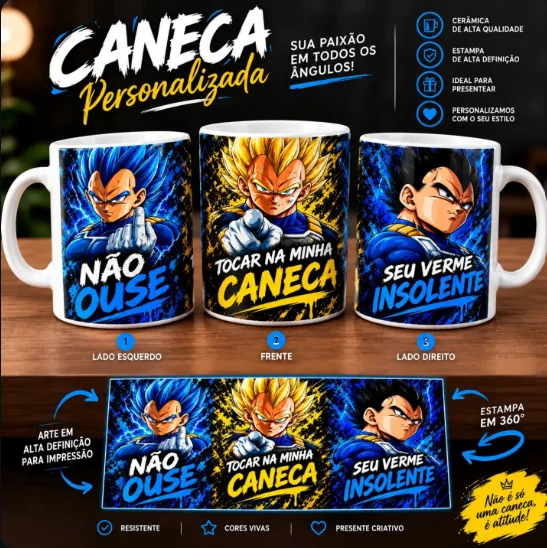 CANECA
Personalizada
SUA PAIXÃO
EM TODOS OS
ÂNGULOS!
CERÂMICA
DE ALTA QUALIDADE
ESTAMPA
DE ALTA DEFINIÇÃO
IDEAL PARA
PRESENTEAR
PERSONALIZAMOS
COM O SEU ESTILO
NÃO
OUSE
TOCAR NA MINHA
CANECA
SEU VERME
INSOLENTE
1
LADO ESQUERDO
2
FRENTE
3
LADO DIREITO
ARTE EM
ALTA DEFINIÇÃO
PARA IMPRESSÃO
NÃO
OUSE
TOCAR NA MINHA
CANECA
SEU VERME
INSOLENTE
ESTAMPA
EM 360°
Não é só
uma caneca,
é atitude!
RESISTENTE
CORES VIVAS
PRESENTE CRIATIVO